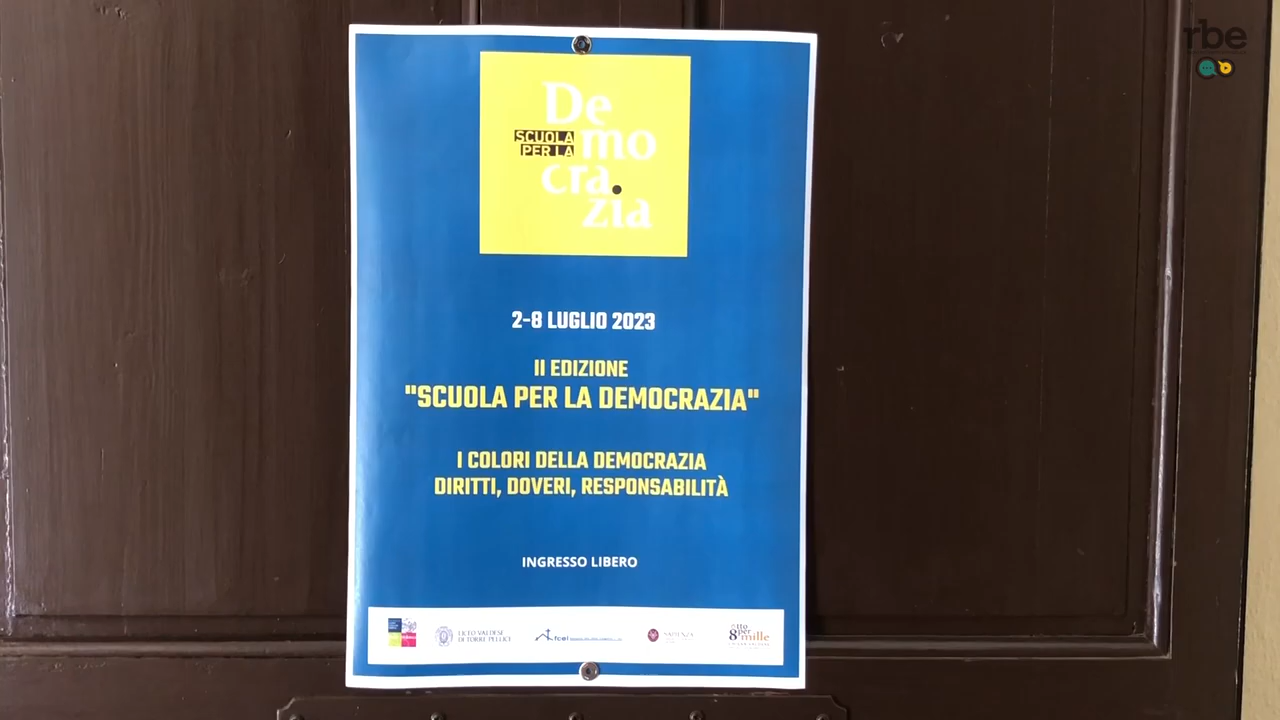 rbe
De
SCUOLA
PER LA
mo
cra.
zia
2-8 LUGLIO 2023
II EDIZIONE
"SCUOLA PER LA DEMOCRAZIA"
I COLORI DELLA DEMOCRAZIA
DIRITTI, DOVERI, RESPONSABILITÀ
INGRESSO LIBERO
LICEO VALDESE
DI TORRE PELLICE
fcei
SAPIENZA
8 otto
per
mille